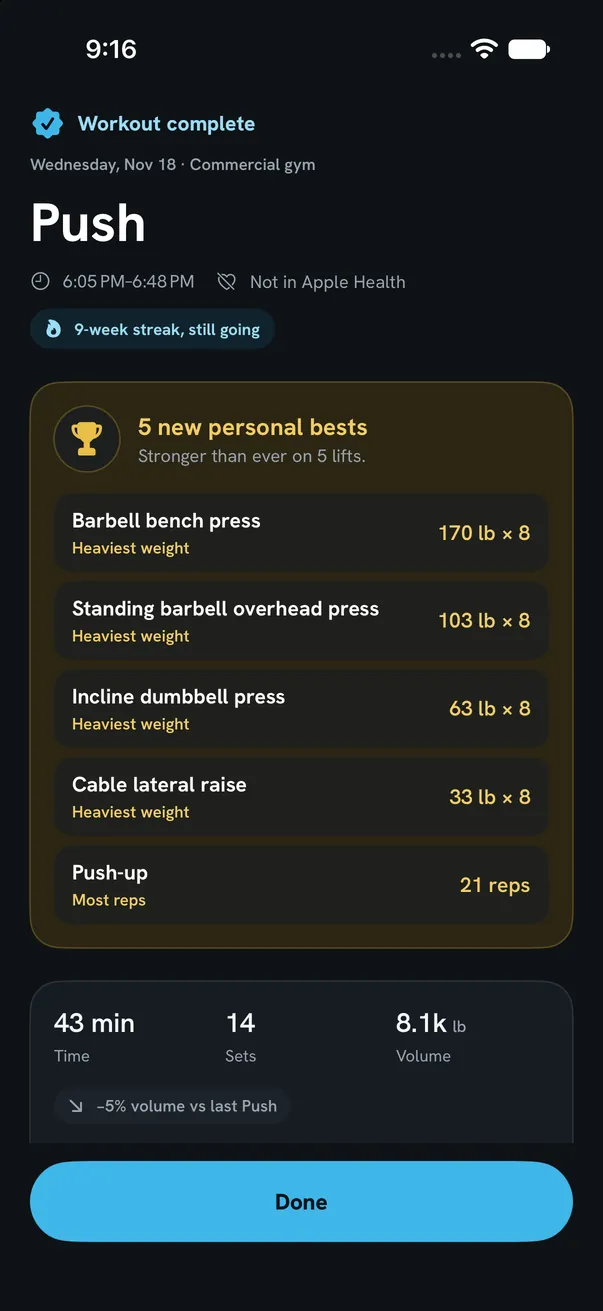 9:16
Workout complete
Wednesday, Nov 18 · Commercial gym
Push
6:05 PM–6:48 PM Not in Apple Health
9-week streak, still going
5 new personal bests
Stronger than ever on 5 lifts.
Barbell bench press
Heaviest weight
170 lb × 8
Standing barbell overhead press
Heaviest weight
103 lb × 8
Incline dumbbell press
Heaviest weight
63 lb × 8
Cable lateral raise
Heaviest weight
33 lb × 8
Push-up
Most reps
21 reps
43 min 14 8.1k lb
Time Sets Volume
−5% volume vs last Push
Done